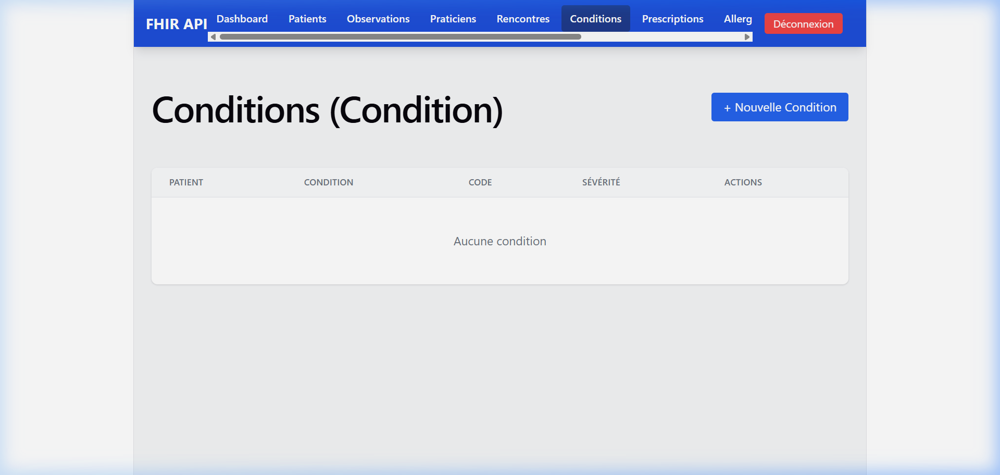 FHIR API
Dashboard Patients Observations Praticiens Rencontres Conditions Prescriptions Allerg
Déconnexion
Conditions (Condition)
+ Nouvelle Condition
PATIENT CONDITION CODE SÉVÉRITÉ ACTIONS
Aucune condition